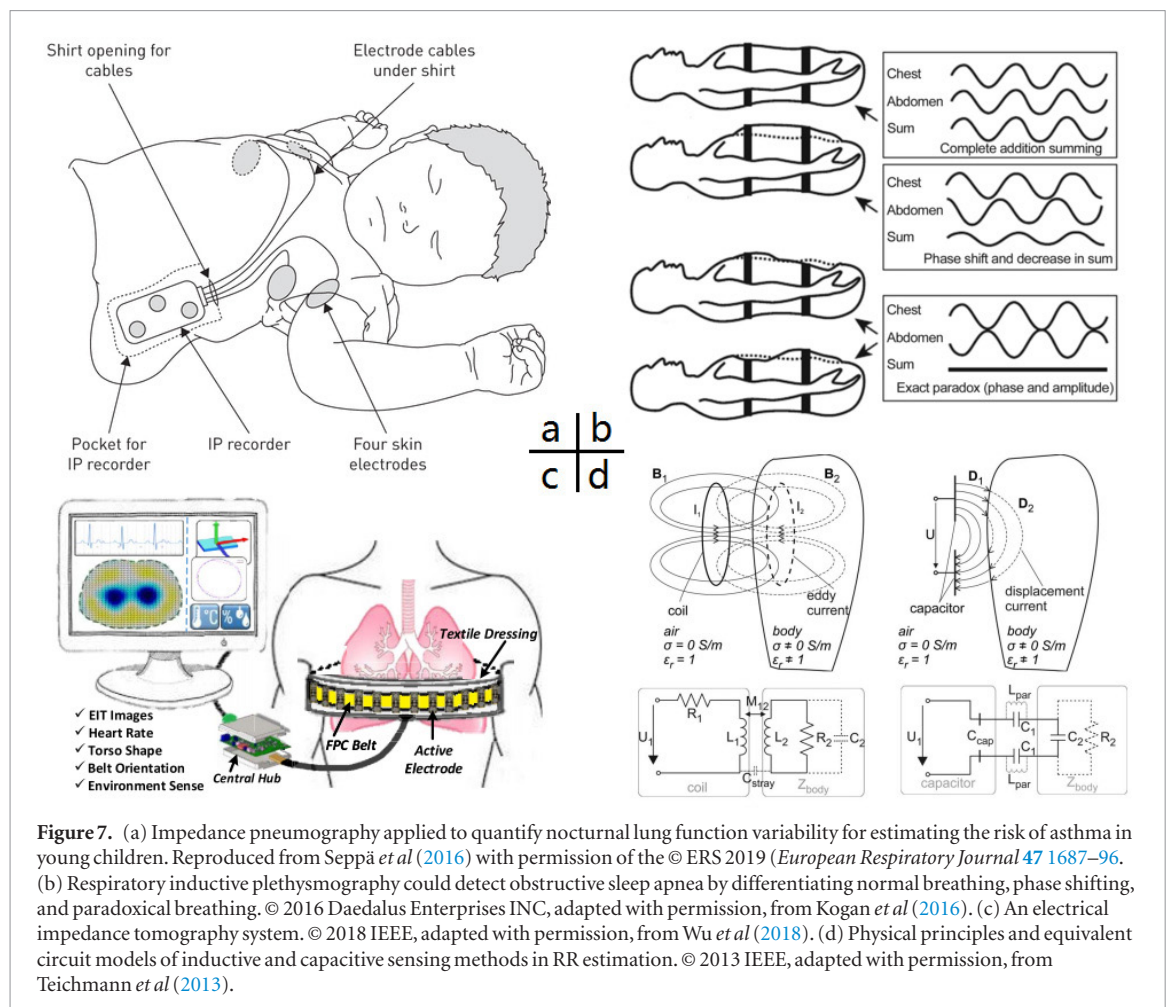 Shirt opening for
cables
Electrode cables
under shirt
Pocket for
IP recorder
IP recorder
Four skin
electrodes
Chest
Abdomen
Sum
Complete addition summing
Chest
Abdomen
Sum
Phase shift and decrease in sum
Chest
Abdomen
Sum
Exact paradox (phase and amplitude)
a b
c d
°C
%
Textile Dressing
FPC Belt
Active
Electrode
Central Hub
✓ EIT Images
✓ Heart Rate
✓ Torso Shape
✓ Belt Orientation
✓ Environment Sense
B₁
B₂
I₁
I₂
coil
eddy
current
air
σ = 0 S/m
εᵣ = 1
body
σ ≠ 0 S/m
εᵣ ≠ 1
D₁
D₂
U
capacitor
displacement
current
air
σ = 0 S/m
εᵣ = 1
body
σ ≠ 0 S/m
εᵣ ≠ 1
U₁
R₁
L₁
M₁₂
L₂
R₂
C₂
C_stray
coil
Z_body
U₁
C_cap
L_par
C₁
C₁
L_par
C₂
R₂
capacitor
Z_body
Figure 7. (a) Impedance pneumography applied to quantify nocturnal lung function variability for estimating the risk of asthma in
young children. Reproduced from Seppä et al (2016) with permission of the © ERS 2019 (European Respiratory Journal 47 1687–96.
(b) Respiratory inductive plethysmography could detect obstructive sleep apnea by differentiating normal breathing, phase shifting,
and paradoxical breathing. © 2016 Daedalus Enterprises INC, adapted with permission, from Kogan et al (2016). (c) An electrical
impedance tomography system. © 2018 IEEE, adapted with permission, from Wu et al (2018). (d) Physical principles and equivalent
circuit models of inductive and capacitive sensing methods in RR estimation. © 2013 IEEE, adapted with permission, from
Teichmann et al (2013).